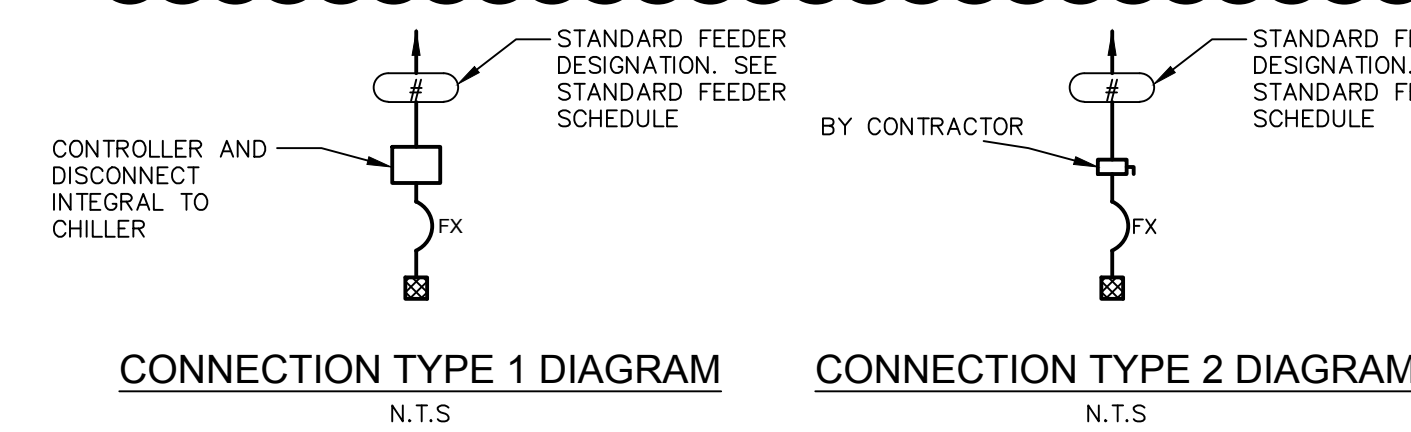 STANDARD FEEDER
DESIGNATION. SEE
STANDARD FEEDER
SCHEDULE
#
CONTROLLER AND
DISCONNECT
INTEGRAL TO
CHILLER
FX
CONNECTION TYPE 1 DIAGRAM
N.T.S
STANDARD
DESIGNATION.
STANDARD
SCHEDULE
#
BY CONTRACTOR
FX
CONNECTION TYPE 2 DIAGRAM
N.T.S